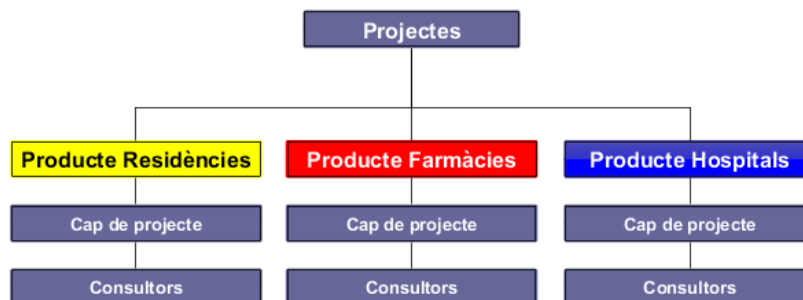 Projectes
Producte Residències
Producte Farmàcies
Producte Hospitals
Cap de projecte
Cap de projecte
Cap de projecte
Consultors
Consultors
Consultors